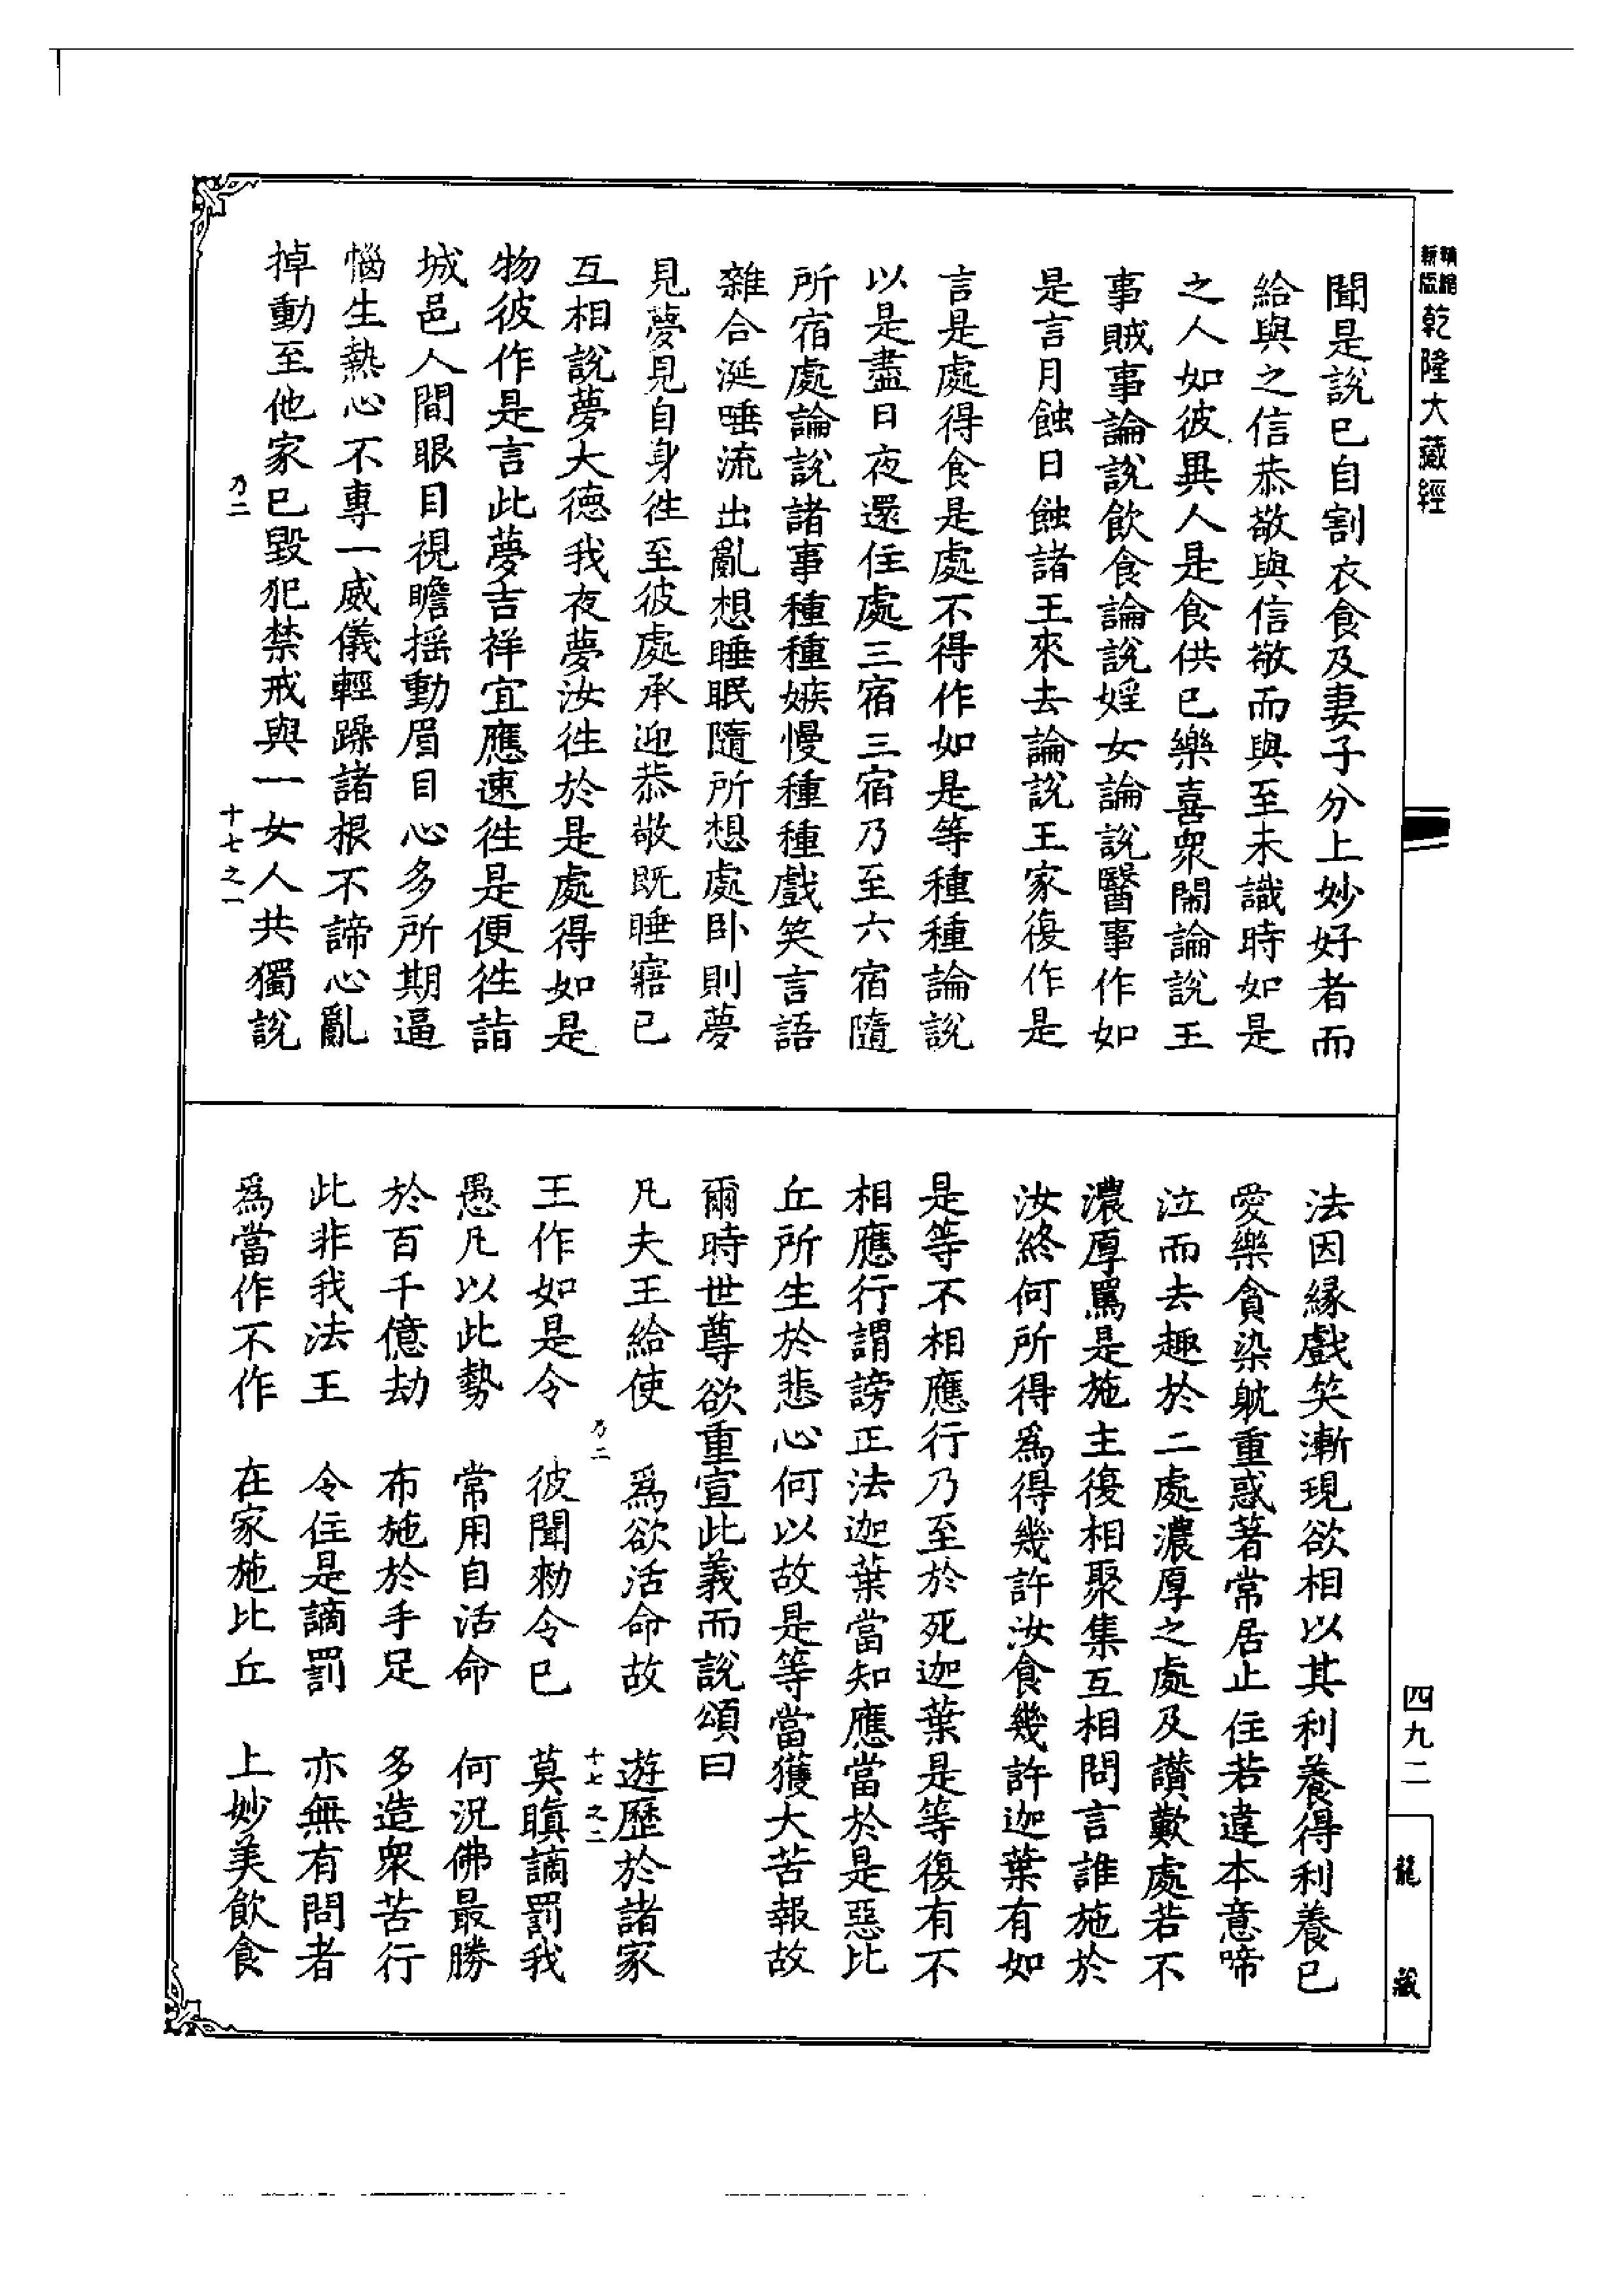 精縮
新版
乾隆大藏經
聞是說已自割衣食及妻子分上妙好者而
給與之信恭敬與信敬而與至未識時如是
之人如彼異人是食供已樂喜眾閙論說王
事賊事論說飲食論說婬女論說醫事作如
是言月蝕日蝕諸王來去論說王家復作是
言是處得食是處不得作如是等種種論說
以是盡日夜還住處三宿三宿乃至六宿隨
所宿處論說諸事種種嫉慢種種戲笑言語
雜合涎唾流出亂想睡眠隨所想處卧則夢
見夢見自身徃至彼處承迎恭敬既睡寤已
互相說夢大德我夜夢汝徃於是處得如是
物彼作是言此夢吉祥宜應速徃是便徃詣
城邑人間眼目視瞻揺動眉目心多所期逼
惱生熱心不專一威儀輕躁諸根不諦心亂
掉動至他家已毀犯禁戒與一女人共獨說
乃二
十七之一
法因緣戲笑漸現欲相以其利養得利養已
愛樂貪染躭重惑著常居止住若違本意啼
泣而去趣於二處濃厚之處及讚歎處若不
濃厚罵是施主復相聚集互相問言誰施於
汝終何所得為得幾許汝食幾許迦葉有如
是等不相應行乃至於死迦葉是等復有不
相應行謂謗正法迦葉當知應當於是惡比
丘所生於悲心何以故是等當獲大苦報故
爾時世尊欲重宣此義而說頌曰
凡夫王給使　為欲活命故　遊歷於諸家
乃二
十七之二
王作如是令　彼聞勑令已　莫瞋謫罰我
愚凡以此勢　常用自活命　何況佛最勝
於百千億劫　布施於手足　多造眾苦行
此非我法王　令住是謫罰　亦無有問者
為當作不作　在家施比丘　上妙美飲食
四九二
龍藏